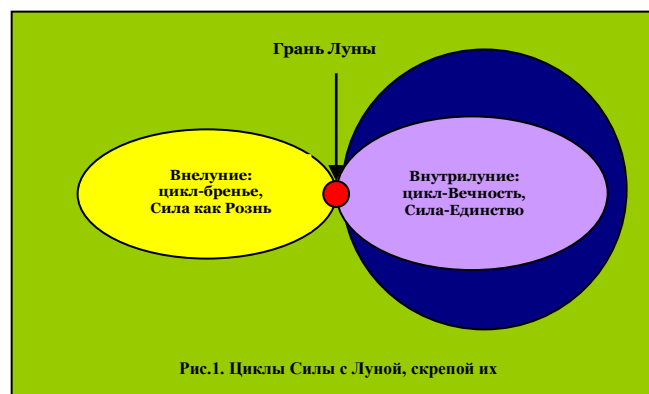 Грань Луны
Внелуние:
цикл-бренье,
Сила как Рознь
Внутрилуние:
цикл-Вечность,
Сила-Единство
Рис.1. Циклы Силы с Луной, скрепой их